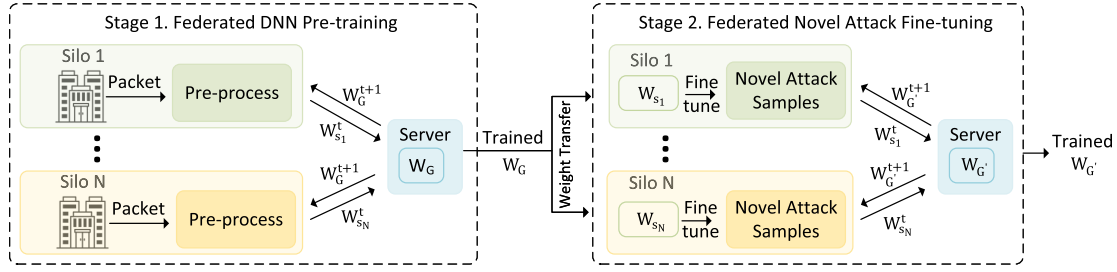 Stage 1. Federated DNN Pre-training
Silo 1
Packet
Pre-process
W_G^{t+1}
W_{s_1}^t
Silo N
Packet
Pre-process
W_G^{t+1}
W_{s_N}^t
Server
W_G
Trained
W_G
Weight Transfer
Stage 2. Federated Novel Attack Fine-tuning
Silo 1
W_{s_1}
Fine
tune
Novel Attack
Samples
W_{G'}^{t+1}
W_{s_1}^t
Silo N
W_{s_N}
Fine
tune
Novel Attack
Samples
W_{G'}^{t+1}
W_{s_N}^t
Server
W_{G'}
Trained
W_{G'}